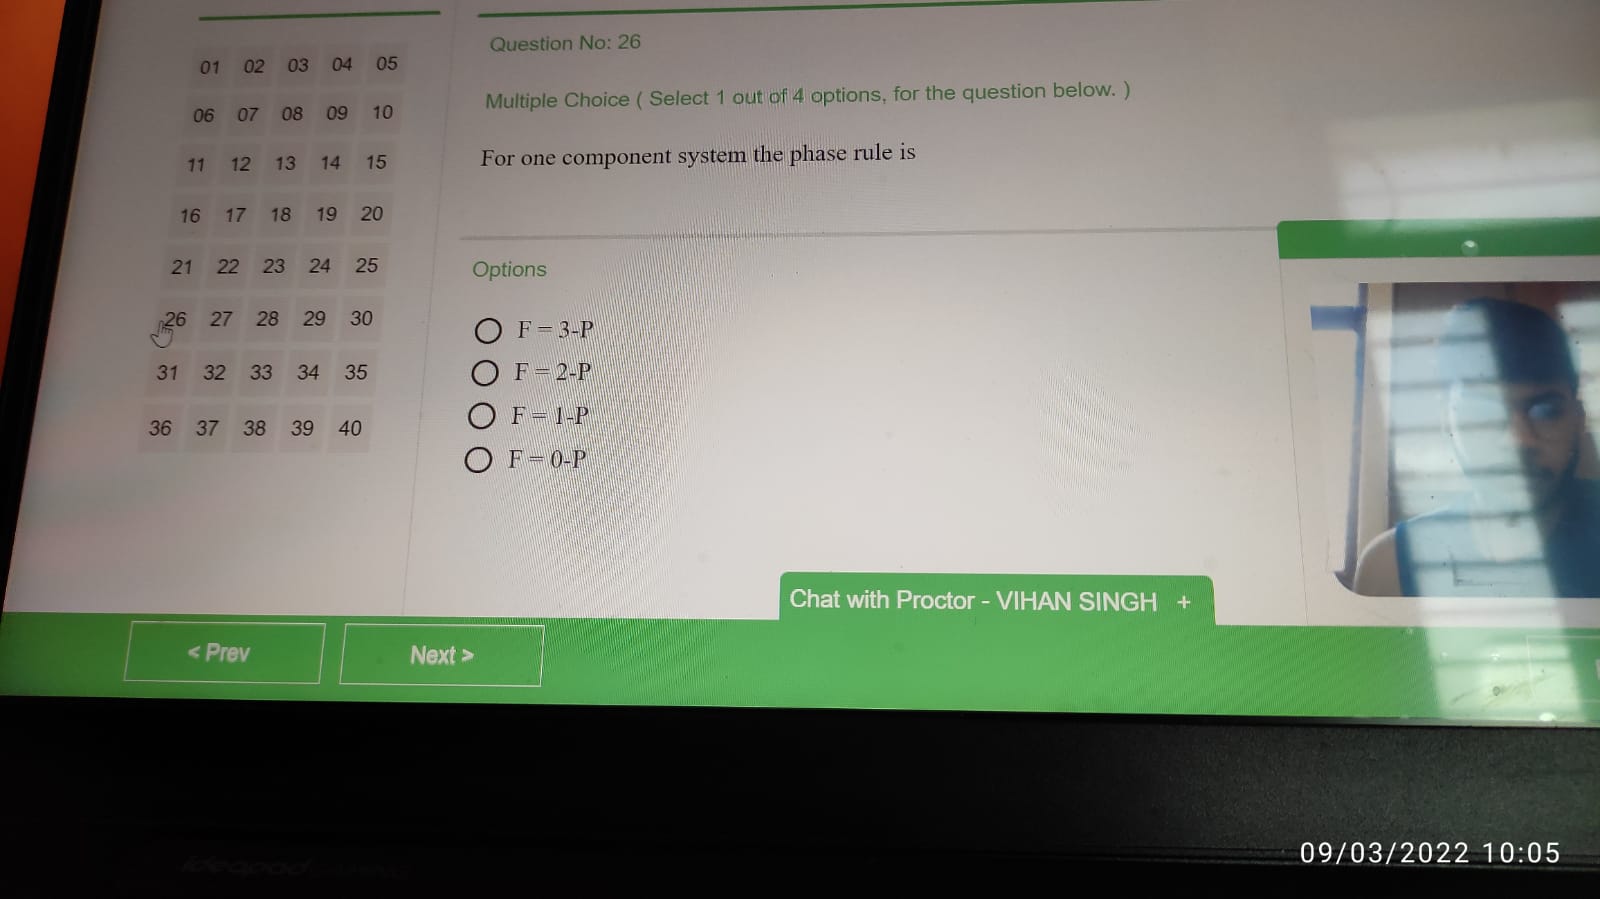 01 02 03 04 05
06 07 08 09 10
11 12 13 14 15
16 17 18 19 20
21 22 23 24 25
26 27 28 29 30
31 32 33 34 35
36 37 38 39 40
Question No: 26
Multiple Choice ( Select 1 out of 4 options, for the question below. )
For one component system the phase rule is
Options
F = 3-P
F = 2-P
F = 1-P
F = 0-P
Chat with Proctor - VIHAN SINGH +
< Prev
Next >
ideapad
09/03/2022 10:05